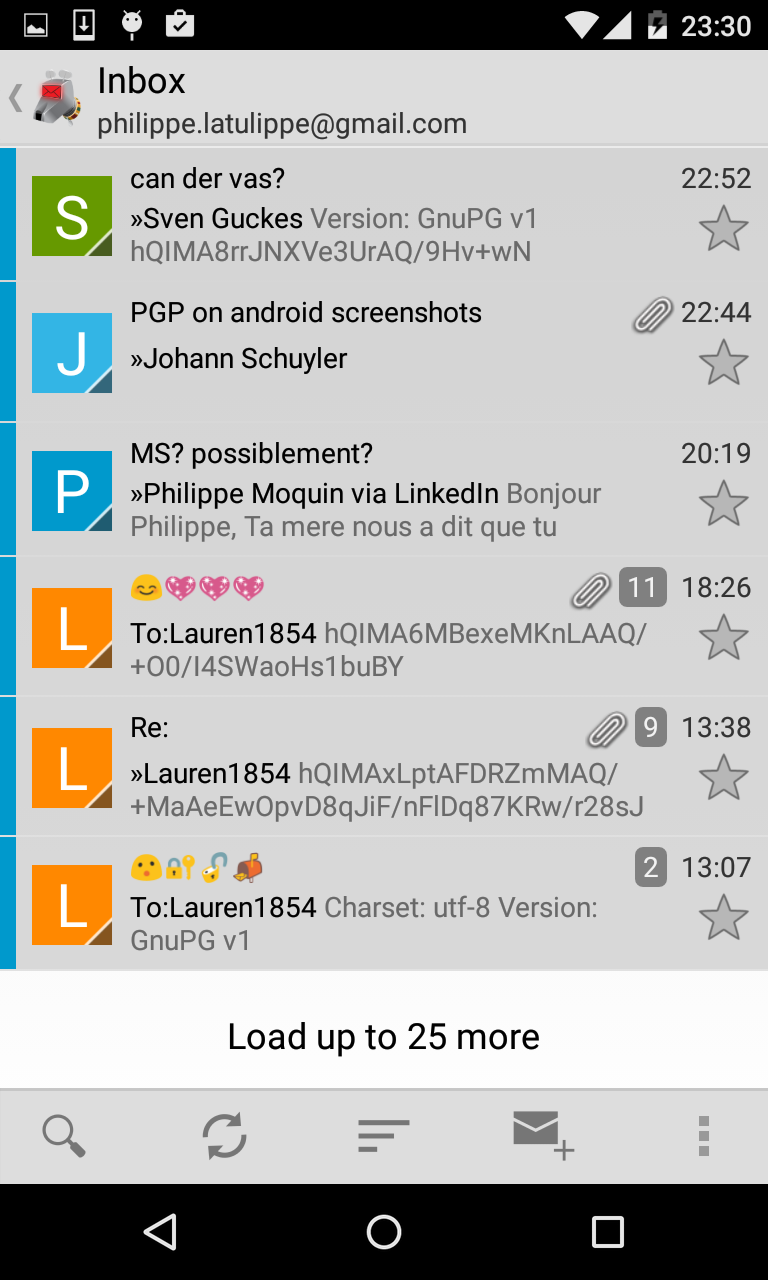 23:30
Inbox
philippe.latulippe@gmail.com
can der vas? 22:52
S
»Sven Guckes Version: GnuPG v1
hQIMA8rrJNXVe3UrAQ/9Hv+wN
PGP on android screenshots 22:44
J
»Johann Schuyler
MS? possiblement? 20:19
P
»Philippe Moquin via LinkedIn Bonjour
Philippe, Ta mere nous a dit que tu
😊💖💖💖 11 18:26
L
To:Lauren1854 hQIMA6MBexeMKnLAAQ/
+O0/I4SWaoHs1buBY
Re: 9 13:38
L
»Lauren1854 hQIMAxLptAFDRZmMAQ/
+MaAeEwOpvD8qJiF/nFlDq87KRw/r28sJ
😗🔐🔓📬 2 13:07
L
To:Lauren1854 Charset: utf-8 Version:
GnuPG v1
Load up to 25 more